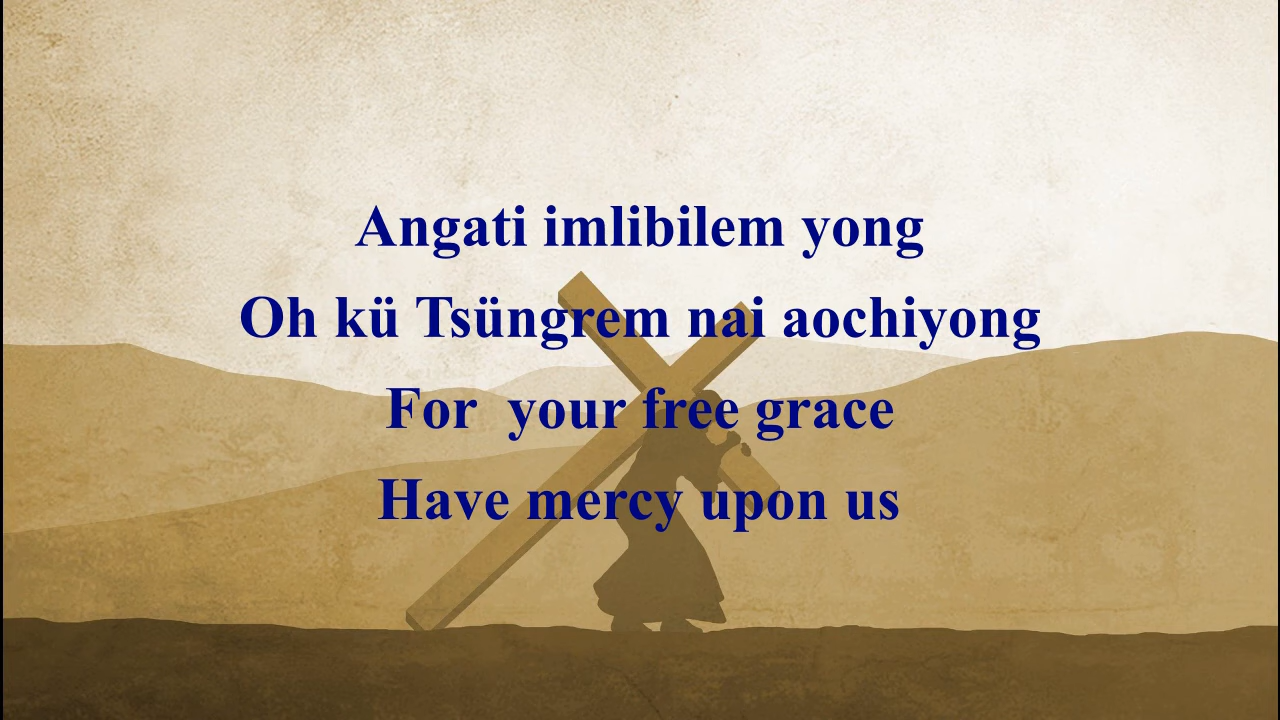 Angati imlibilem yong
Oh kü Tsüngrem nai aochiyong
For  your free grace
Have mercy upon us